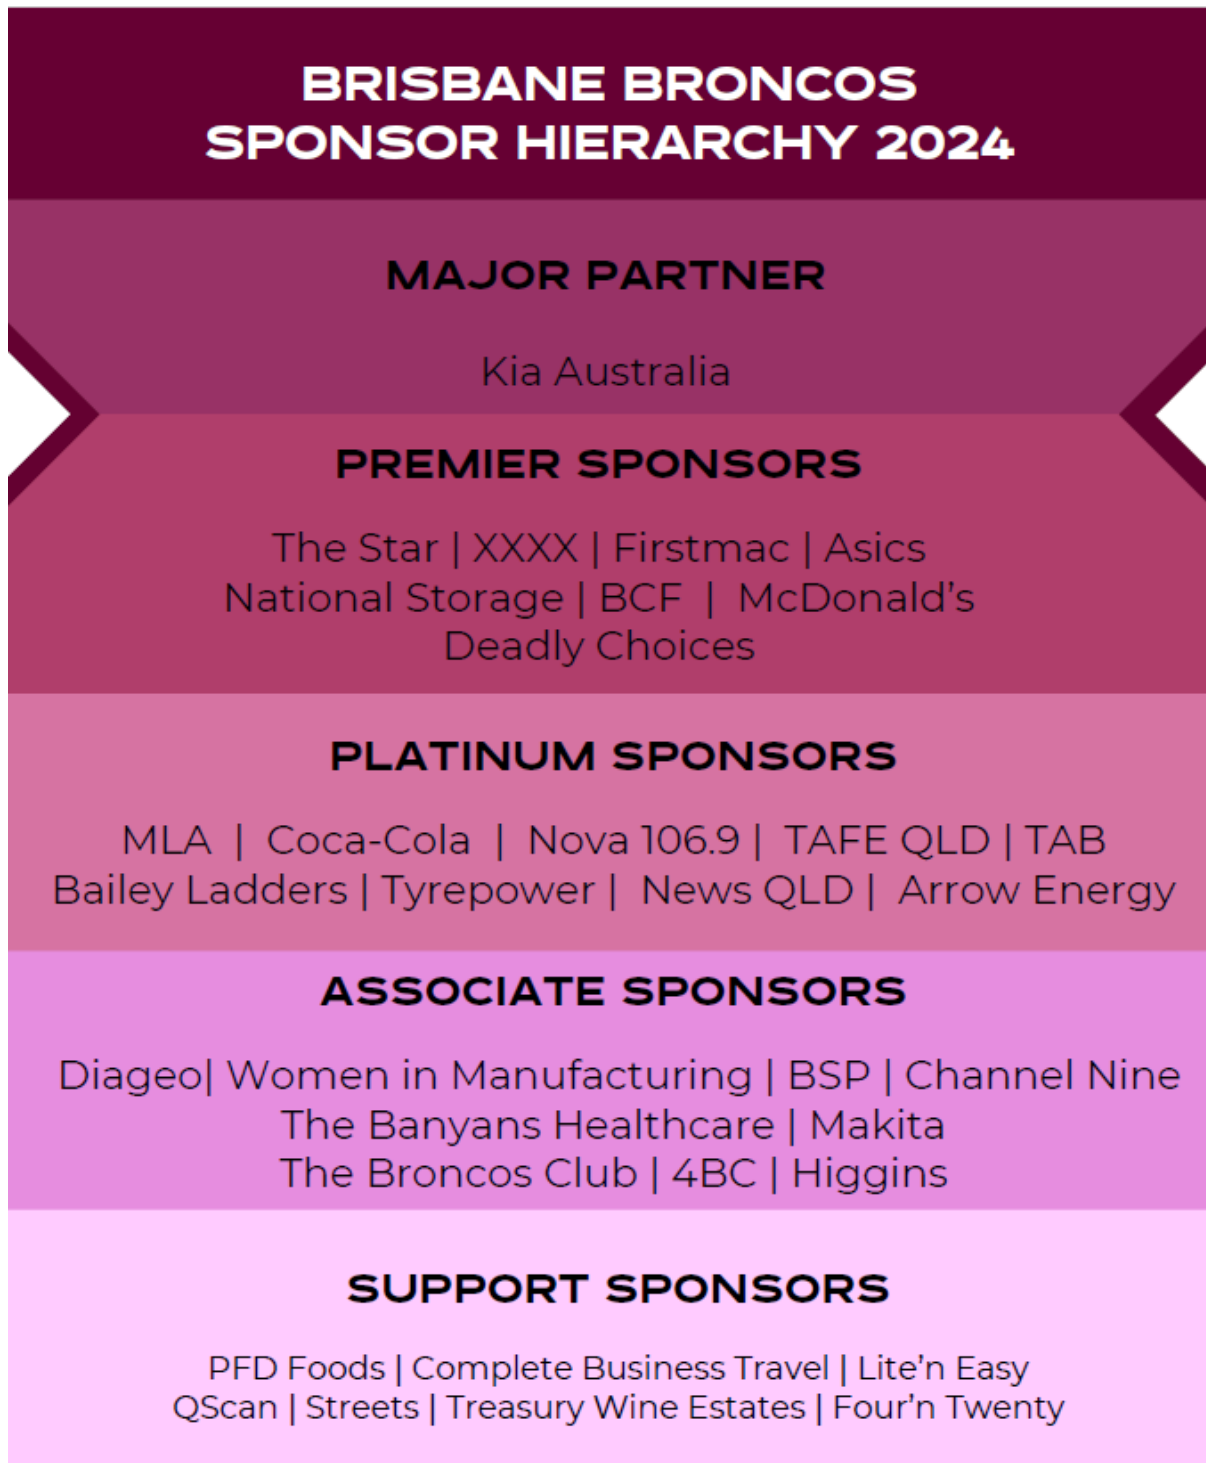 BRISBANE BRONCOS
SPONSOR HIERARCHY 2024
MAJOR PARTNER
Kia Australia
PREMIER SPONSORS
The Star | XXXX | Firstmac | Asics
National Storage | BCF | McDonald's
Deadly Choices
PLATINUM SPONSORS
MLA | Coca-Cola | Nova 106.9 | TAFE QLD | TAB
Bailey Ladders | Tyrepower | News QLD | Arrow Energy
ASSOCIATE SPONSORS
Diageo| Women in Manufacturing | BSP | Channel Nine
The Banyans Healthcare | Makita
The Broncos Club | 4BC | Higgins
SUPPORT SPONSORS
PFD Foods | Complete Business Travel | Lite'n Easy
QScan | Streets | Treasury Wine Estates | Four'n Twenty